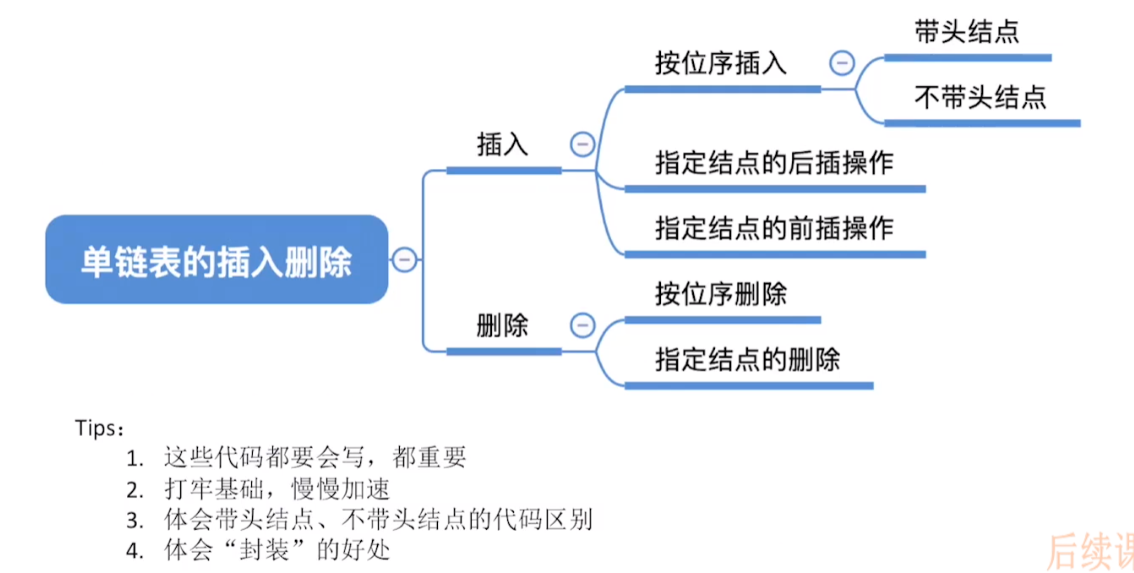 单链表的插入删除
插入
按位序插入
带头结点
不带头结点
指定结点的后插操作
指定结点的前插操作
删除
按位序删除
指定结点的删除
Tips：
1. 这些代码都要会写，都重要
2. 打牢基础，慢慢加速
3. 体会带头结点、不带头结点的代码区别
4. 体会“封装”的好处
后续课